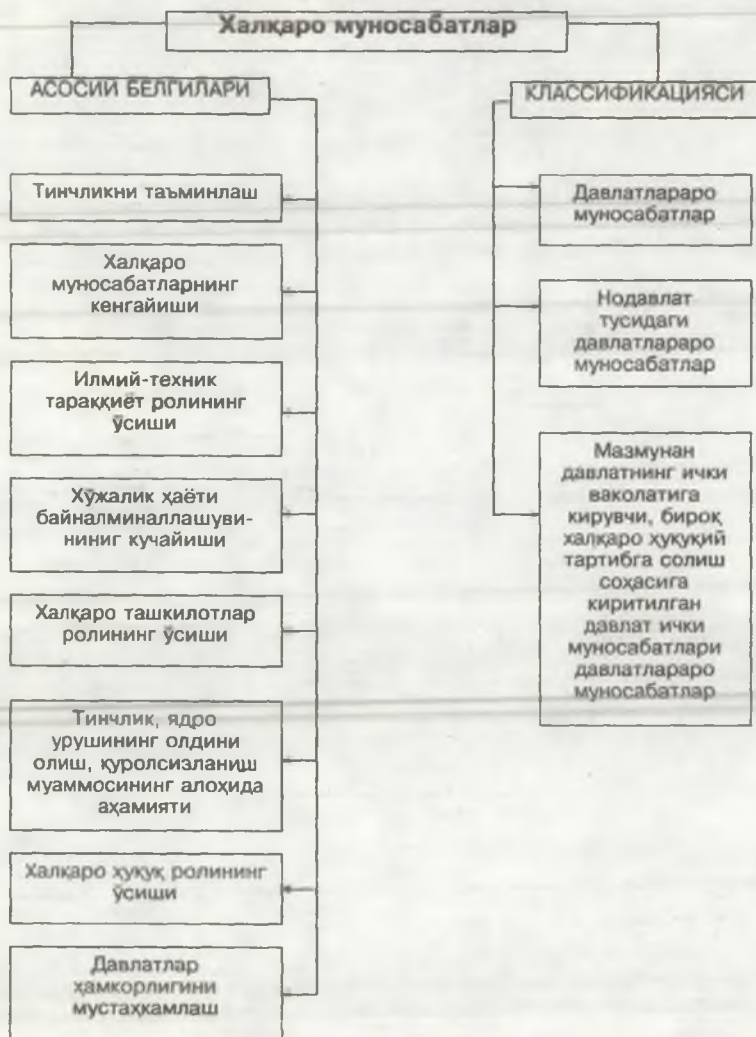 Халқаро муносабатлар
АСОСИЙ БЕЛГИЛАРИ
Тинчликни таъминлаш
Халқаро
муносабатларнинг
кенгайиши
Илмий-техник
тараққиёт ролининг
ўсиши
Хўжалик ҳаёти
байналминаллашуви-
нининг кучайиши
Халқаро ташкилотлар
ролининг ўсиши
Тинчлик, ядро
урушининг олдини
олиш, қуролсизланиш
муаммосининг алоҳида
аҳамияти
Халқаро ҳуқуқ ролининг
ўсиши
Давлатлар
ҳамкорлигини
мустаҳкамлаш
КЛАССИФИКАЦИЯСИ
Давлатлараро
муносабатлар
Нодавлат
тусидаги
давлатлараро
муносабатлар
Мазмунан
давлатнинг ички
ваколатига
кирувчи, бироқ
халқаро ҳуқуқий
тартибга солиш
соҳасига
киритилган
давлат ички
муносабатлари
давлатлараро
муносабатлар